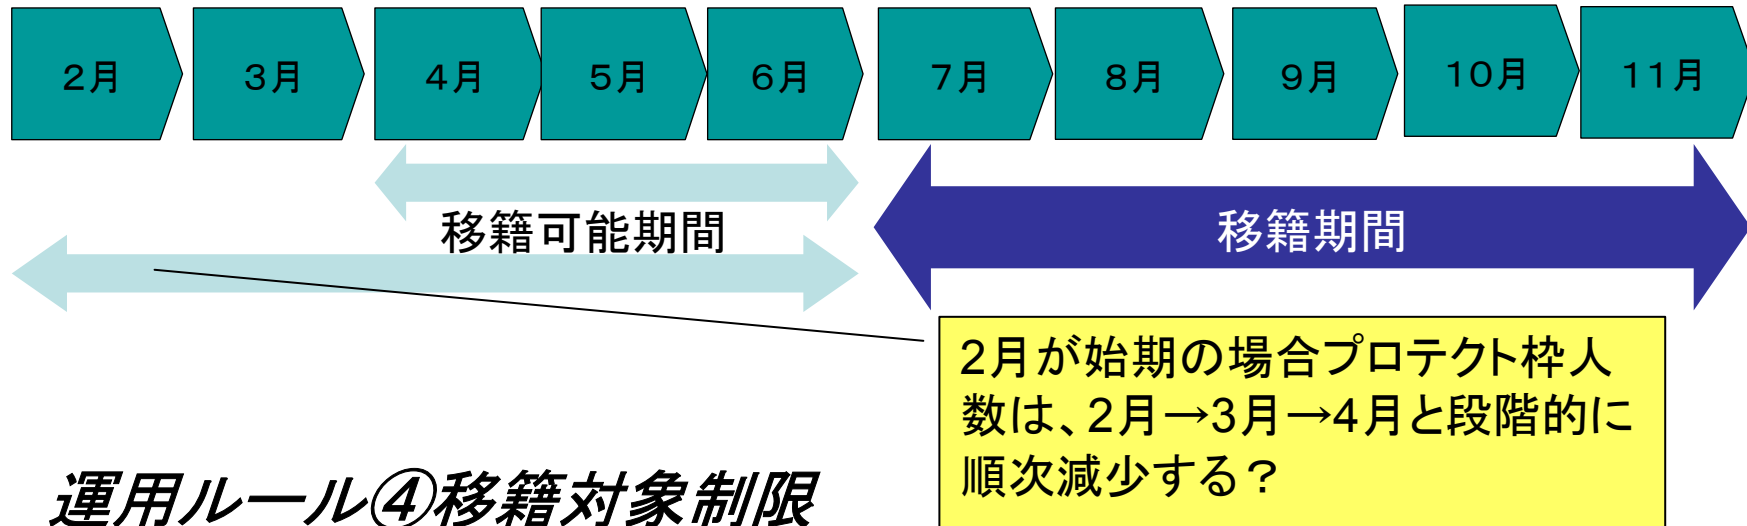 2月
3月
4月
5月
6月
7月
8月
9月
10月
11月
移籍可能期間
移籍期間
2月が始期の場合プロテクト枠人
数は、2月→3月→4月と段階的に
順次減少する？
運用ルール④移籍対象制限